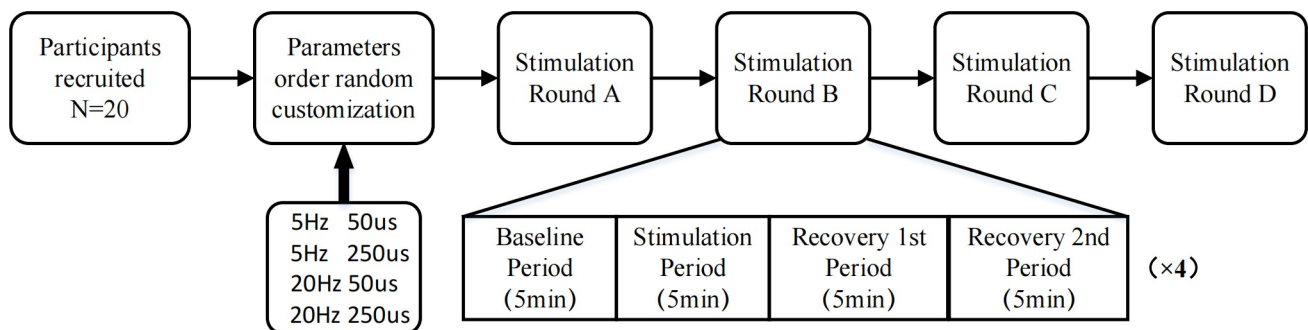 Participants
recruited
N=20
Parameters
order random
customization
Stimulation
Round A
Stimulation
Round B
Stimulation
Round C
Stimulation
Round D
5Hz 50us
5Hz 250us
20Hz 50us
20Hz 250us
Baseline
Period
(5min)
Stimulation
Period
(5min)
Recovery 1st
Period
(5min)
Recovery 2nd
Period
(5min)
(×4)